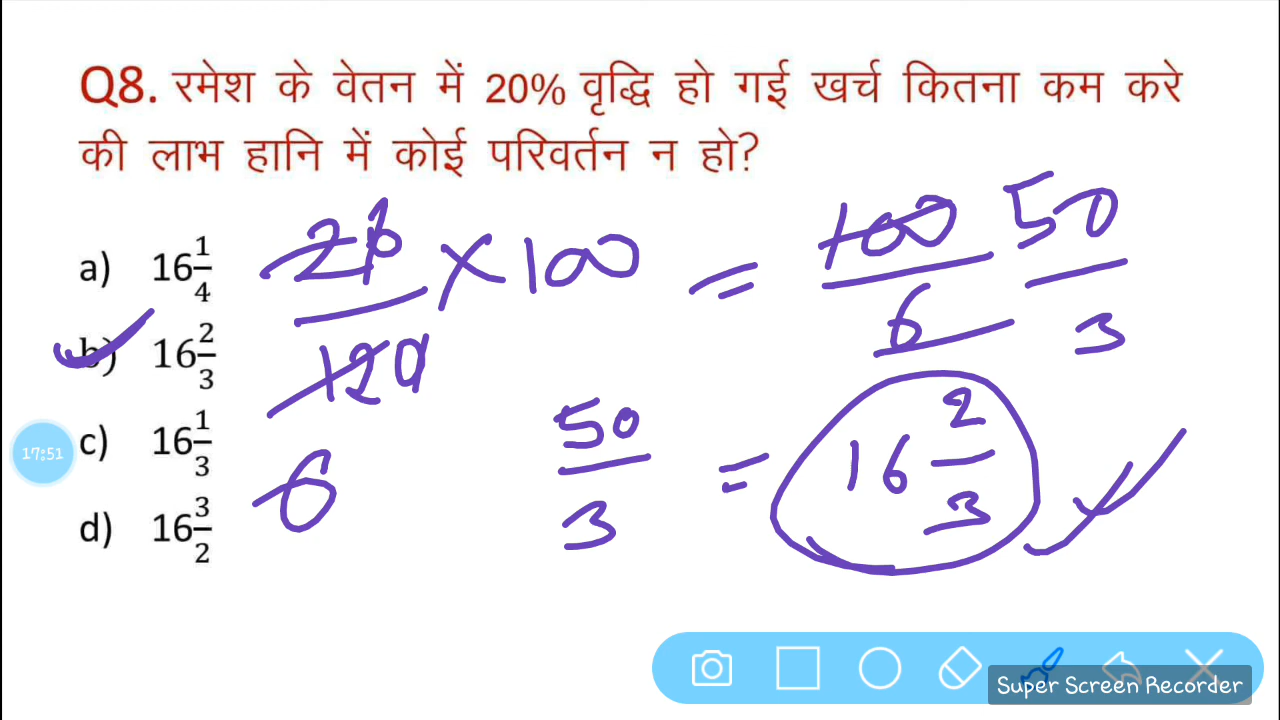 Q8. रमेश के वेतन में 20% वृद्धि हो गई खर्च कितना कम करे
की लाभ हानि में कोई परिवर्तन न हो?
a) 16 1/4
b) 16 2/3
c) 16 1/3
d) 16 3/2
20/120 × 100 = 100/6 50/3
6
50/3 = 16 2/3
17:51
Super Screen Recorder